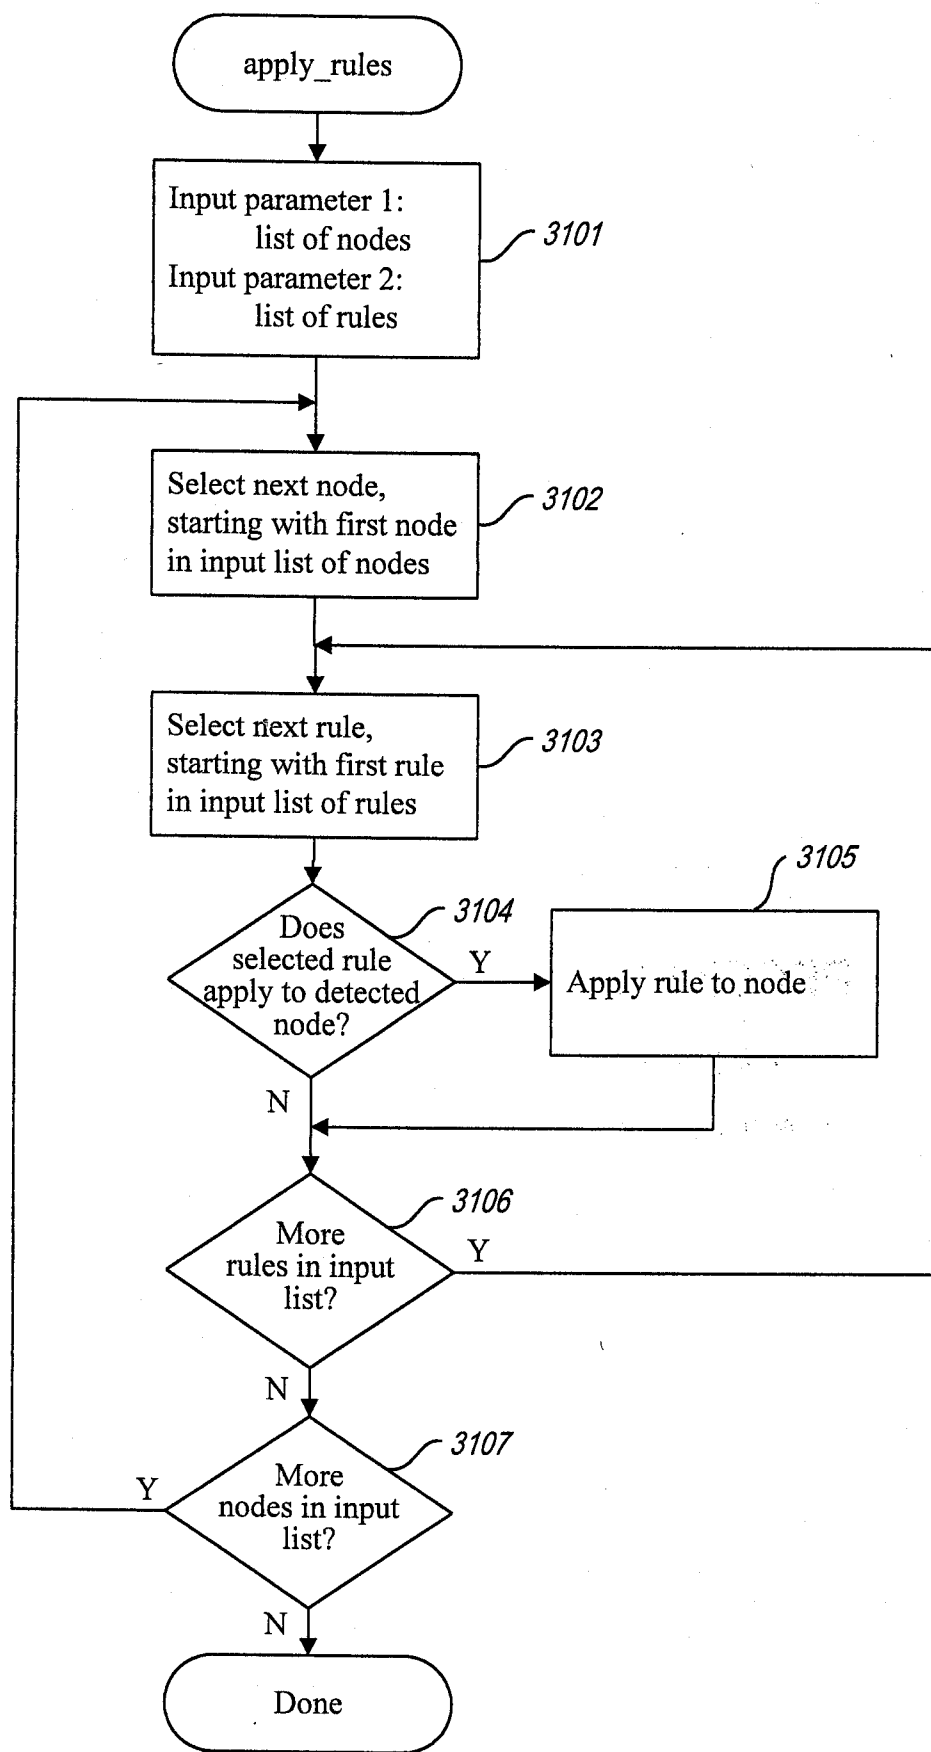 apply_rules
Input parameter 1:
list of nodes
Input parameter 2:
list of rules
3101
Select next node,
starting with first node
in input list of nodes
3102
Select next rule,
starting with first rule
in input list of rules
3103
Does
selected rule
apply to detected
node?
3104
Y
3105
Apply rule to node
N
More
rules in input
list?
3106
Y
N
More
nodes in input
list?
3107
Y
N
Done